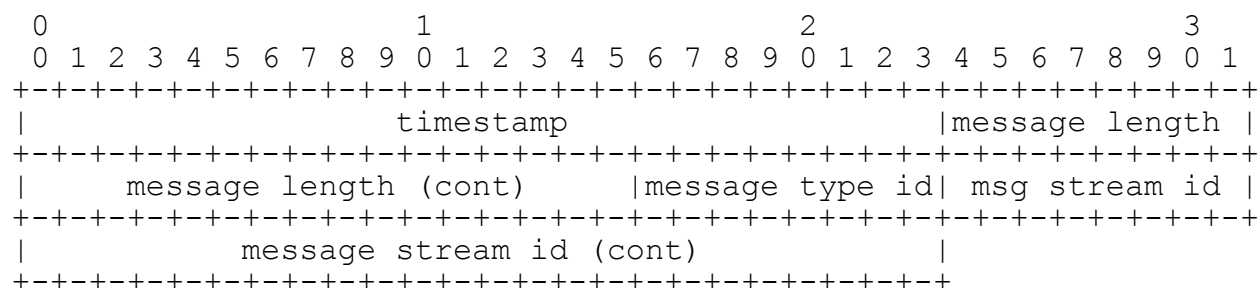 0                   1                   2                   3
 0 1 2 3 4 5 6 7 8 9 0 1 2 3 4 5 6 7 8 9 0 1 2 3 4 5 6 7 8 9 0 1
+-+-+-+-+-+-+-+-+-+-+-+-+-+-+-+-+-+-+-+-+-+-+-+-+-+-+-+-+-+-+-+-+
|                   timestamp                   |message length |
+-+-+-+-+-+-+-+-+-+-+-+-+-+-+-+-+-+-+-+-+-+-+-+-+-+-+-+-+-+-+-+-+
|     message length (cont)     |message type id| msg stream id |
+-+-+-+-+-+-+-+-+-+-+-+-+-+-+-+-+-+-+-+-+-+-+-+-+-+-+-+-+-+-+-+-+
|           message stream id (cont)            |
+-+-+-+-+-+-+-+-+-+-+-+-+-+-+-+-+-+-+-+-+-+-+-+-+